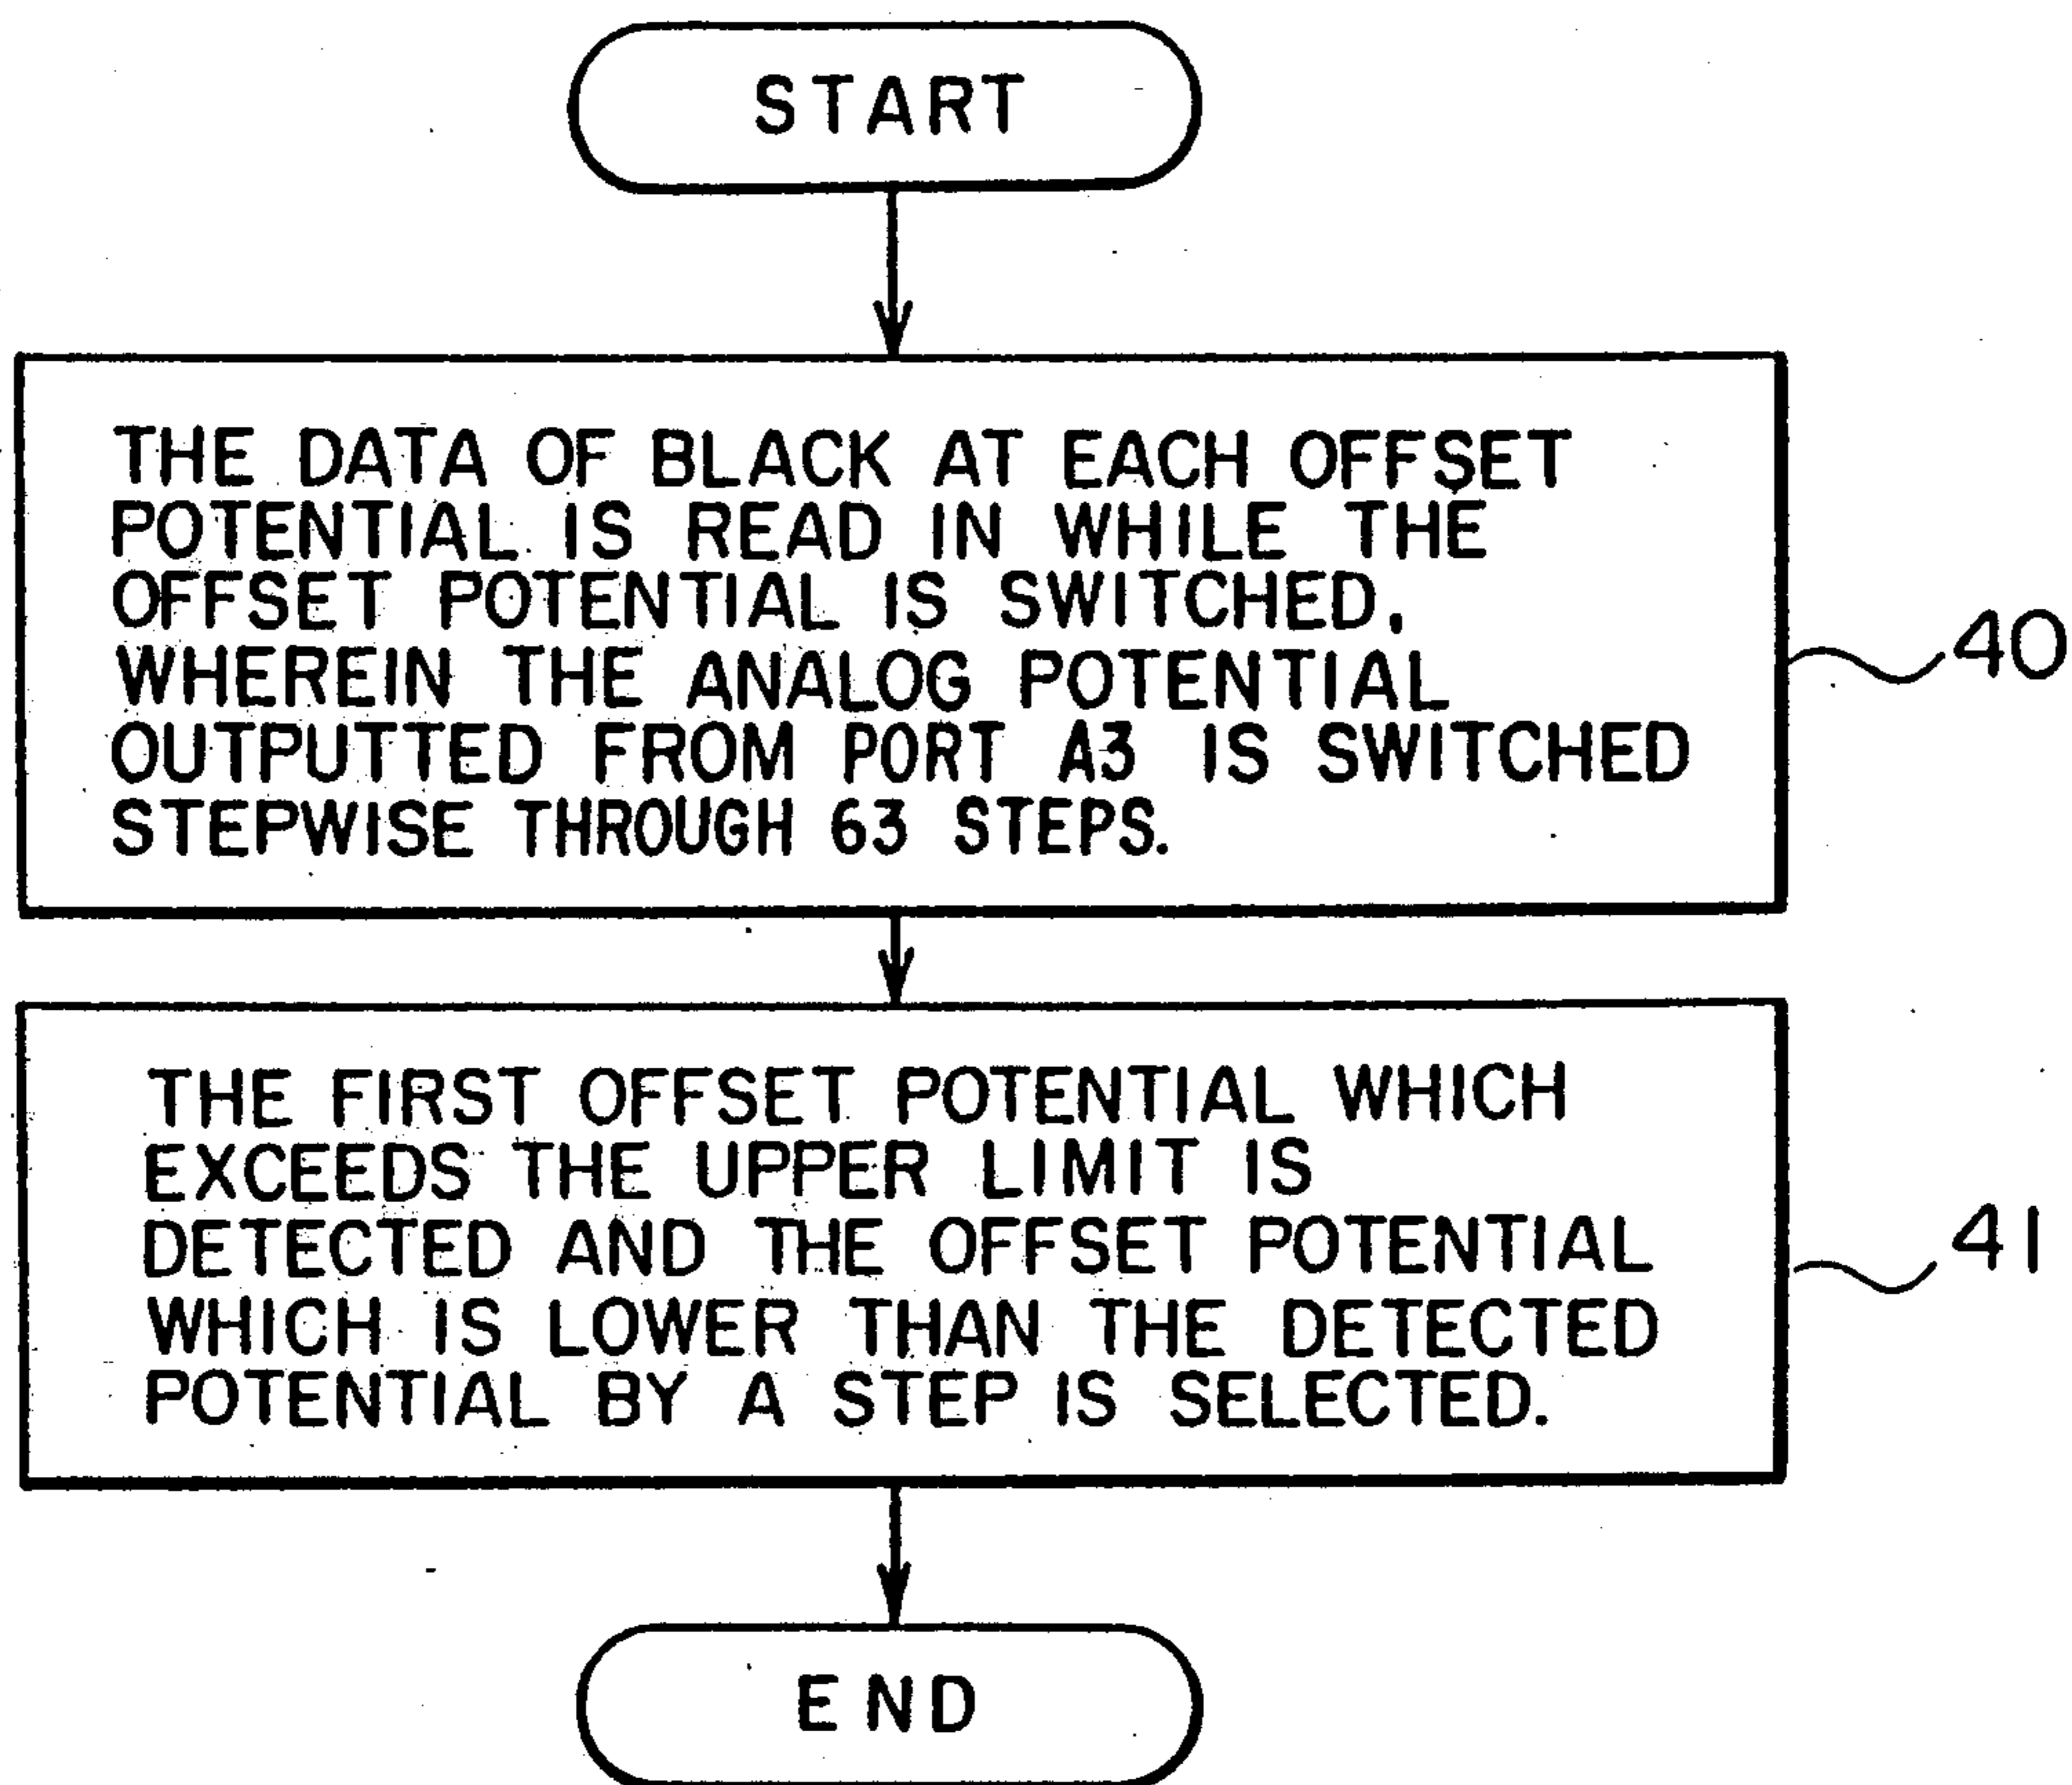 START
THE DATA OF BLACK AT EACH OFFSET
POTENTIAL IS READ IN WHILE THE
OFFSET POTENTIAL IS SWITCHED,
WHEREIN THE ANALOG POTENTIAL
OUTPUTTED FROM PORT A3 IS SWITCHED
STEPWISE THROUGH 63 STEPS.
40
THE FIRST OFFSET POTENTIAL WHICH
EXCEEDS THE UPPER LIMIT IS
DETECTED AND THE OFFSET POTENTIAL
WHICH IS LOWER THAN THE DETECTED
POTENTIAL BY A STEP IS SELECTED.
41
END